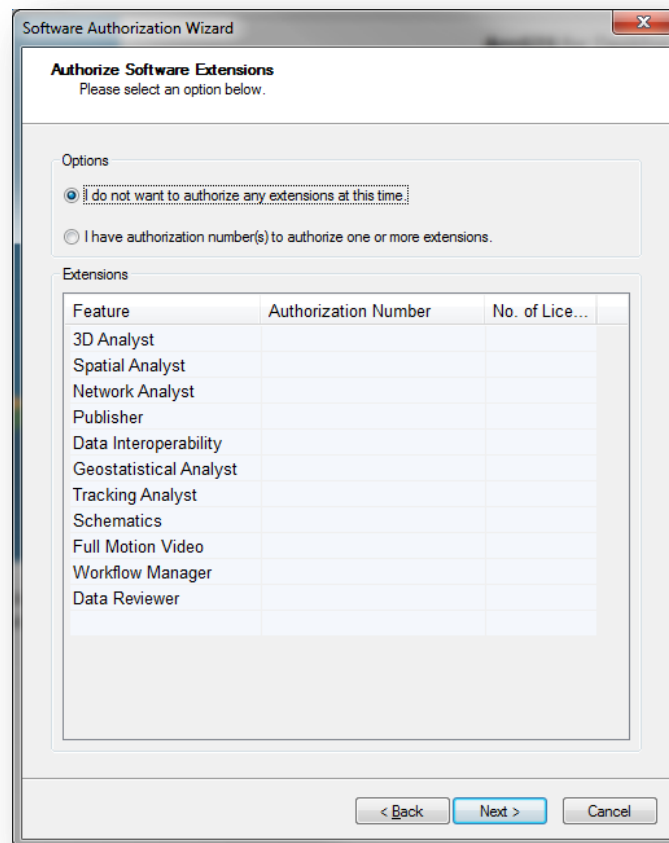 Software Authorization Wizard
Authorize Software Extensions
Please select an option below.
Options
I do not want to authorize any extensions at this time.
I have authorization number(s) to authorize one or more extensions.
Extensions
Feature Authorization Number No. of Lice...
3D Analyst
Spatial Analyst
Network Analyst
Publisher
Data Interoperability
Geostatistical Analyst
Tracking Analyst
Schematics
Full Motion Video
Workflow Manager
Data Reviewer
< Back Next > Cancel